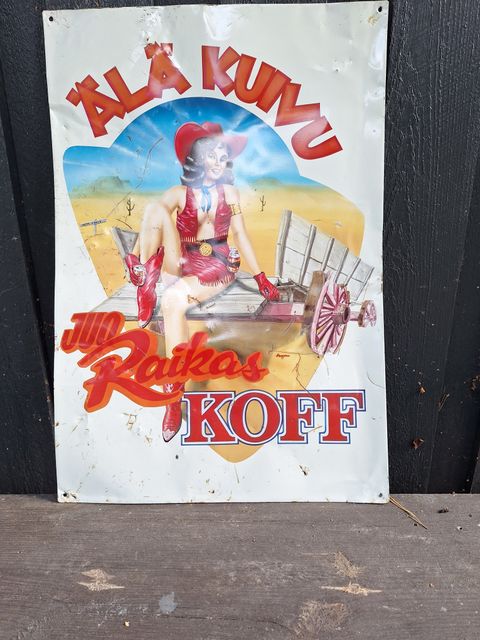 ÄLÄ KUIVU
JUO
Raikas
KOFF